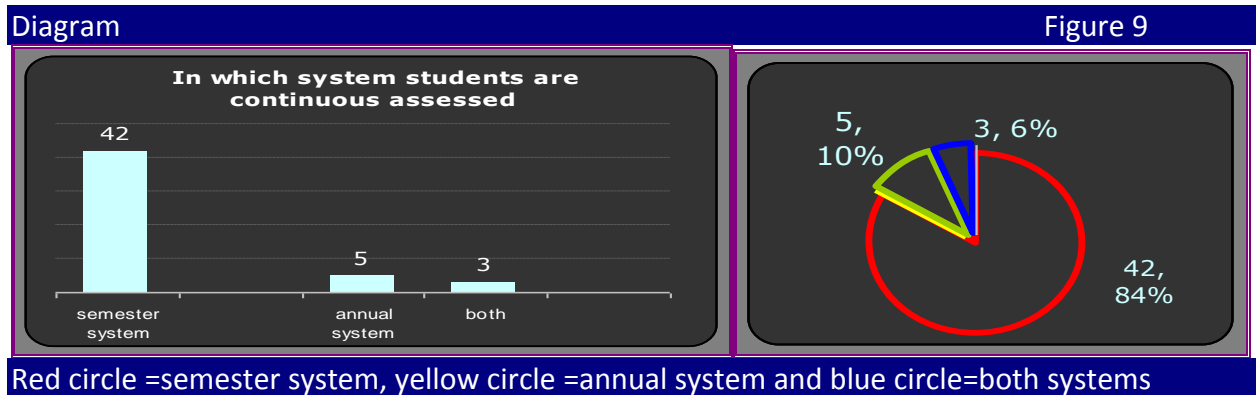 Diagram Figure 9
In which system students are
continuous assessed
42
5
3
semester
system
annual
system
both
5,
10%
3, 6%
42,
84%
Red circle =semester system, yellow circle =annual system and blue circle=both systems